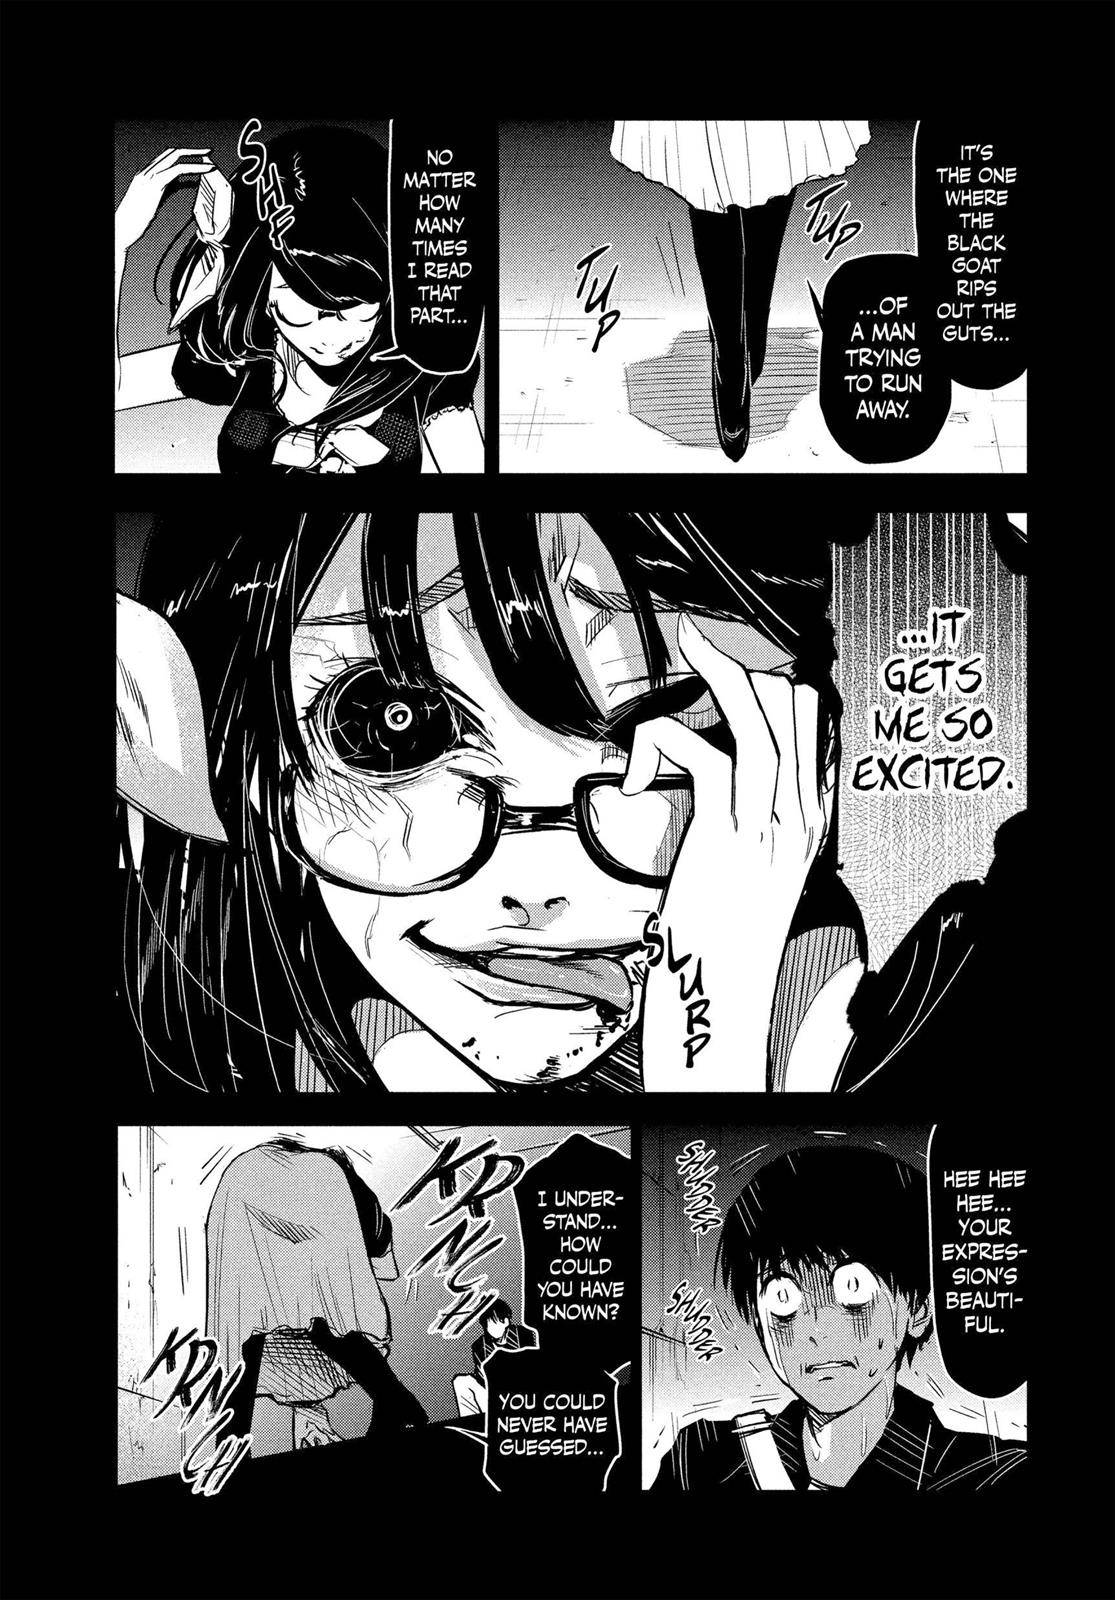 IT'S
THE ONE
WHERE
THE
BLACK
GOAT
RIPS
OUT THE
GUTS...
...OF
A MAN
TRYING
TO RUN
AWAY.
TUP
TUP
NO
MATTER
HOW
MANY
TIMES
I READ
THAT
PART...
SHF
...IT
GETS
ME SO
EXCITED.
SLURP
HEE HEE
HEE...
YOUR
EXPRES-
SION'S
BEAUTI-
FUL.
SHUDDER
SHUDDER
I UNDER-
STAND...
HOW
COULD
YOU HAVE
KNOWN?
YOU COULD
NEVER HAVE
GUESSED...
KRNCH
KRNCH